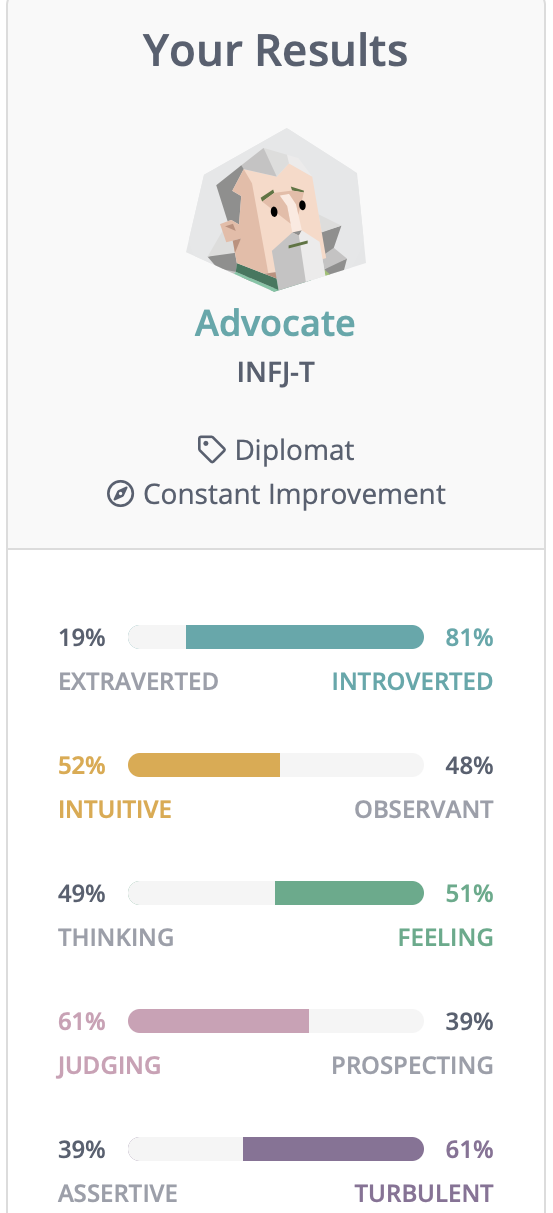 Your Results
Advocate
INFJ-T
Diplomat
Constant Improvement
19% 81%
EXTRAVERTED INTROVERTED
52% 48%
INTUITIVE OBSERVANT
49% 51%
THINKING FEELING
61% 39%
JUDGING PROSPECTING
39% 61%
ASSERTIVE TURBULENT